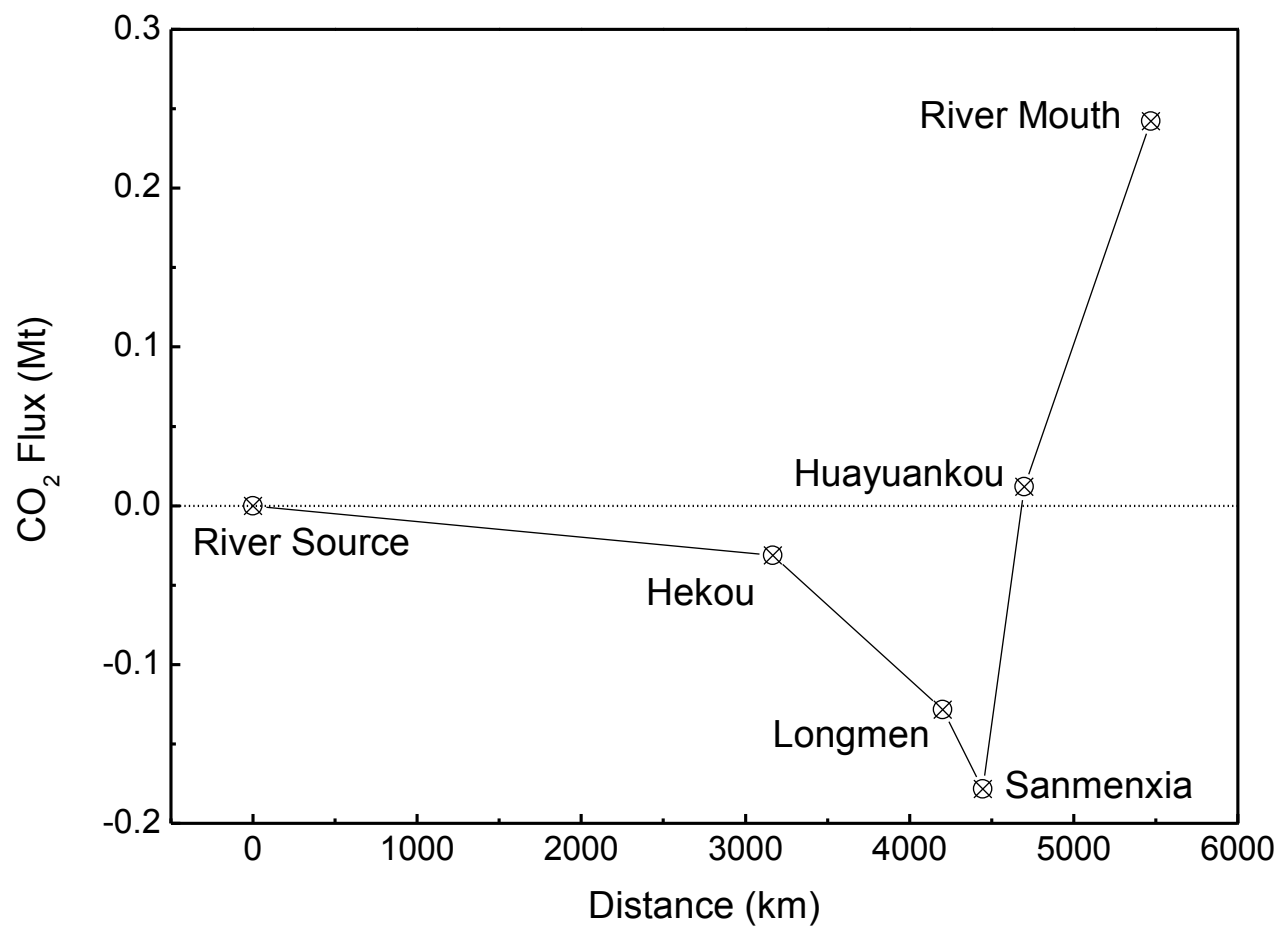 0.3
River Mouth
0.2
0.1
Huayuankou
0.0
River Source
Hekou
-0.1
Longmen
Sanmenxia
-0.2
0 1000 2000 3000 4000 5000 6000
Distance (km)
CO2 Flux (Mt)